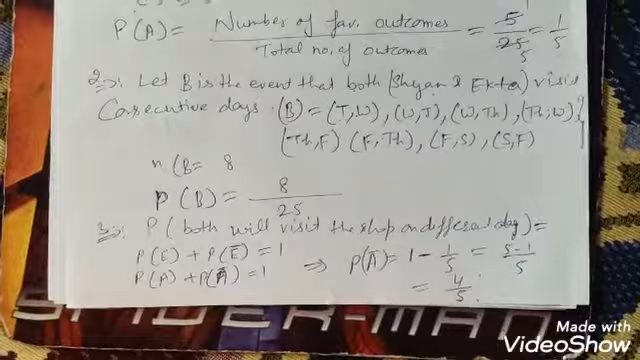 P(A) = Number of fav. outcomes / Total no. of outcomes = 5/25 = 1/5
2→: Let B is the event that both (Shyam & Ekta) visit
Consecutive days. (B) = (T,W), (W,T), (W,Th), (Th,W)}
(Th,F) (F,Th), (F,S), (S,F)
n(B= 8
P(B) = 8/25
3→: P(both will visit the shop on different day) =
P(E) + P(E̅) = 1
P(A) + P(A̅) = 1 ⇒ P(A̅) = 1 - 1/5 = 5-1/5
= 4/5.
SPIDER-MAN
Made with
VideoShow